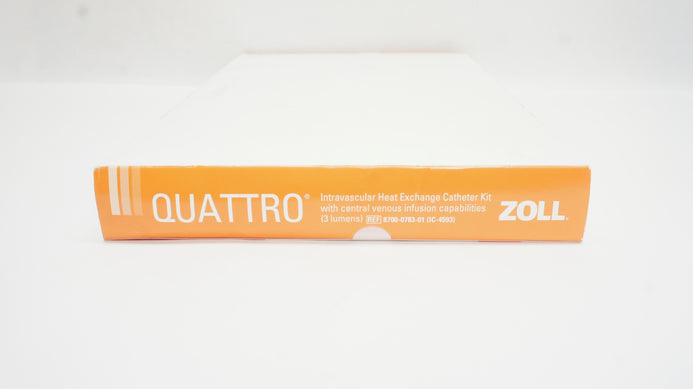 QUATTRO®
Intravascular Heat Exchange Catheter Kit
with central venous infusion capabilities
(3 lumens) REF 8700-0783-01 (IC-4593)
ZOLL®